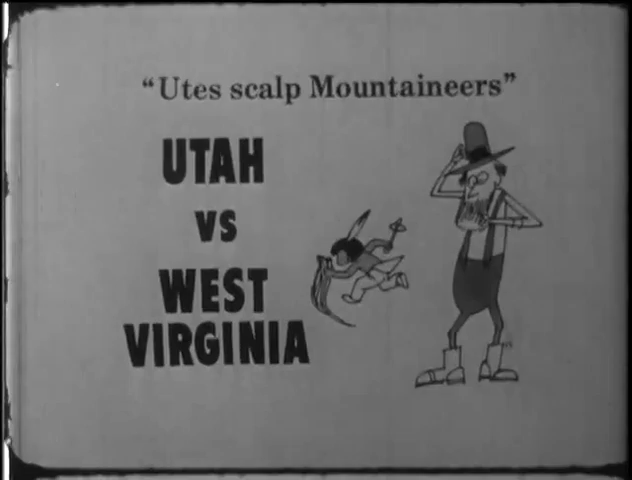 “Utes scalp Mountaineers”
UTAH
VS
WEST
VIRGINIA